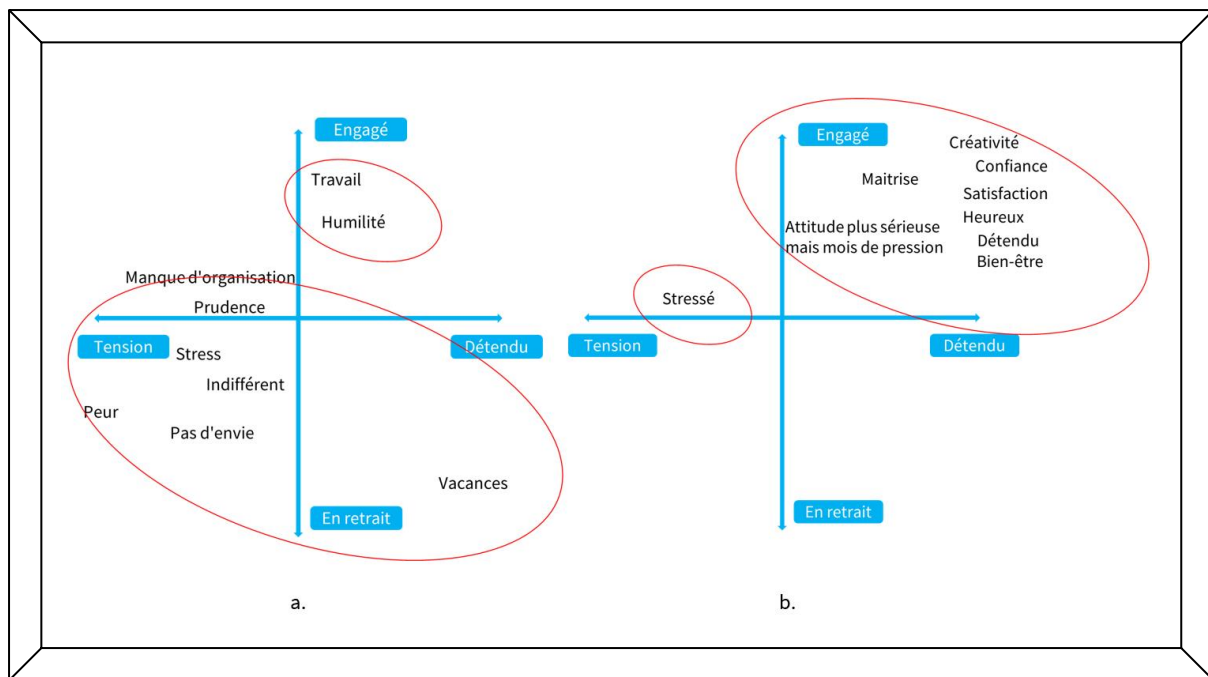 Engagé
Travail
Humilité
Manque d'organisation
Prudence
Tension
Détendu
Stress
Indifférent
Peur
Pas d'envie
Vacances
En retrait
a.
Engagé
Créativité
Confiance
Maitrise
Satisfaction
Heureux
Attitude plus sérieuse
mais mois de pression
Détendu
Bien-être
Stressé
Tension
Détendu
En retrait
b.